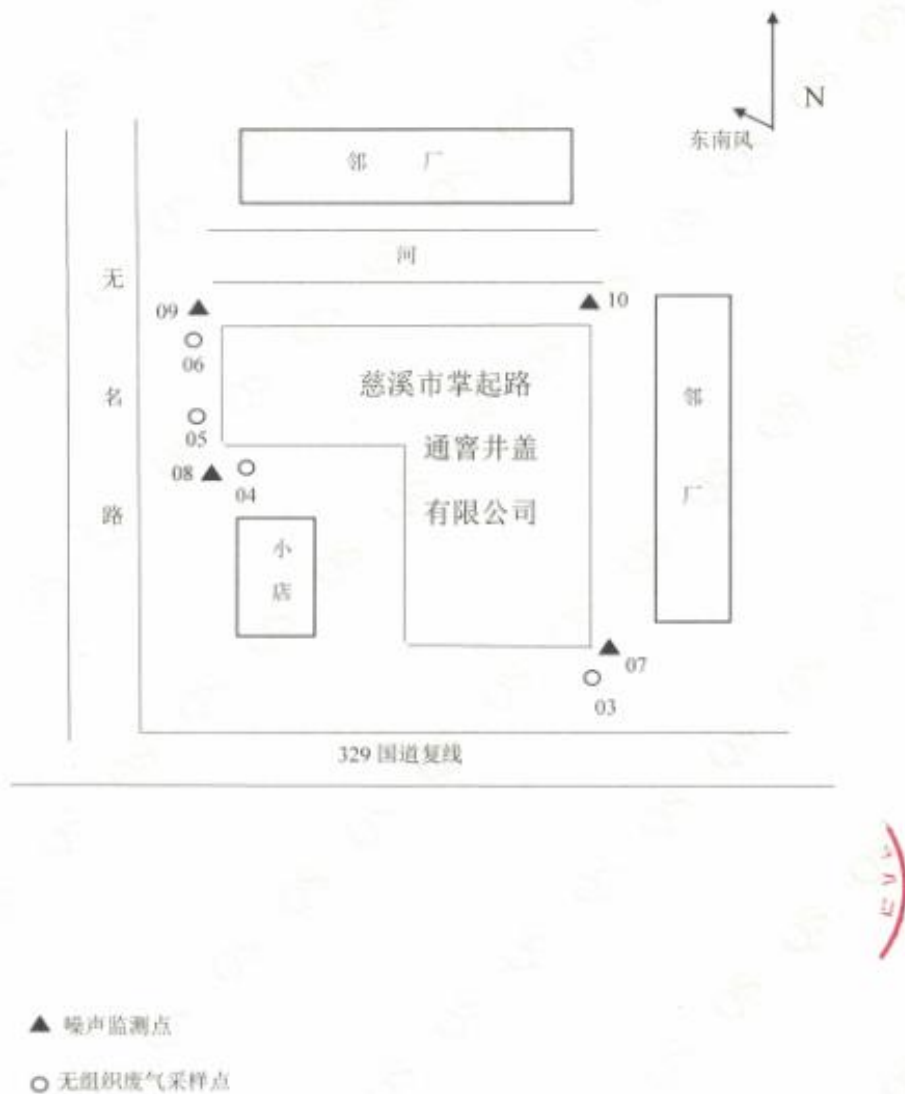 N
东南风
邻 厂
河
无名路
09
10
06
05
08
04
慈溪市掌起路
通窨井盖
有限公司
邻厂
小店
07
03
329 国道复线
▲ 噪声监测点
○ 无组织废气采样点